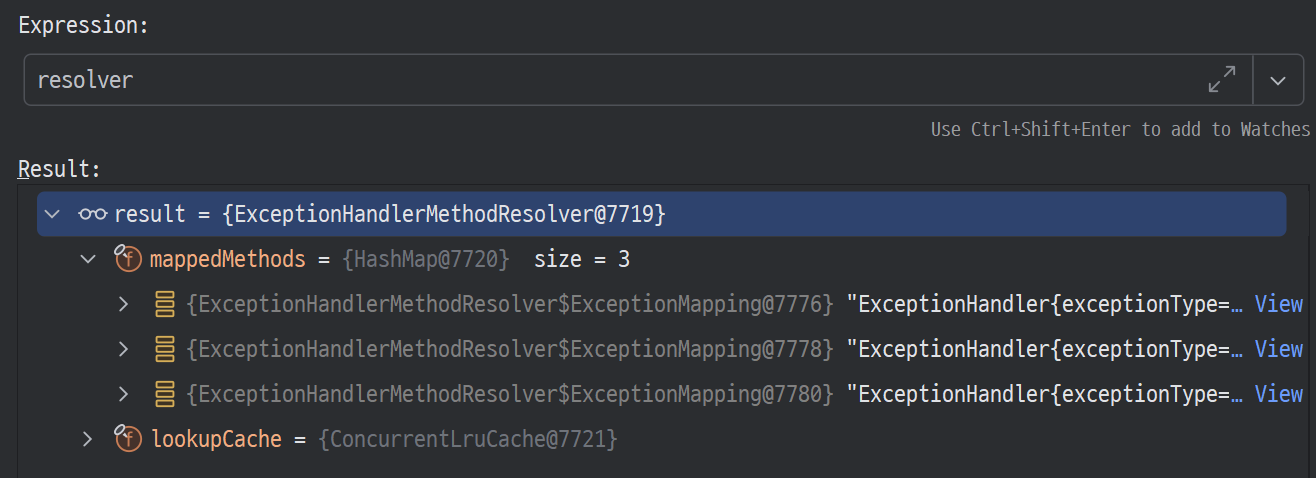 Expression:
resolver
Use Ctrl+Shift+Enter to add to Watches
Result:
result = {ExceptionHandlerMethodResolver@7719}
f mappedMethods = {HashMap@7720} size = 3
{ExceptionHandlerMethodResolver$ExceptionMapping@7776} "ExceptionHandler{exceptionType=… View
{ExceptionHandlerMethodResolver$ExceptionMapping@7778} "ExceptionHandler{exceptionType=… View
{ExceptionHandlerMethodResolver$ExceptionMapping@7780} "ExceptionHandler{exceptionType=… View
f lookupCache = {ConcurrentLruCache@7721}